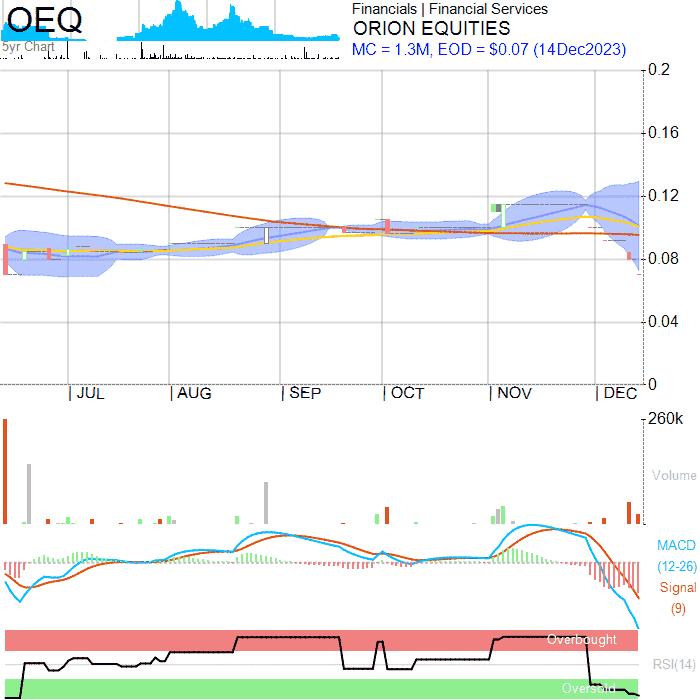 OEQ
5yr Chart
Financials | Financial Services
ORION EQUITIES
MC = 1.3M, EOD = $0.07 (14Dec2023)
0.2
0.16
0.12
0.08
0.04
0
JUL AUG SEP OCT NOV DEC
260k
Volume
MACD
(12-26)
Signal
(9)
Overbought
RSI(14)
Oversold